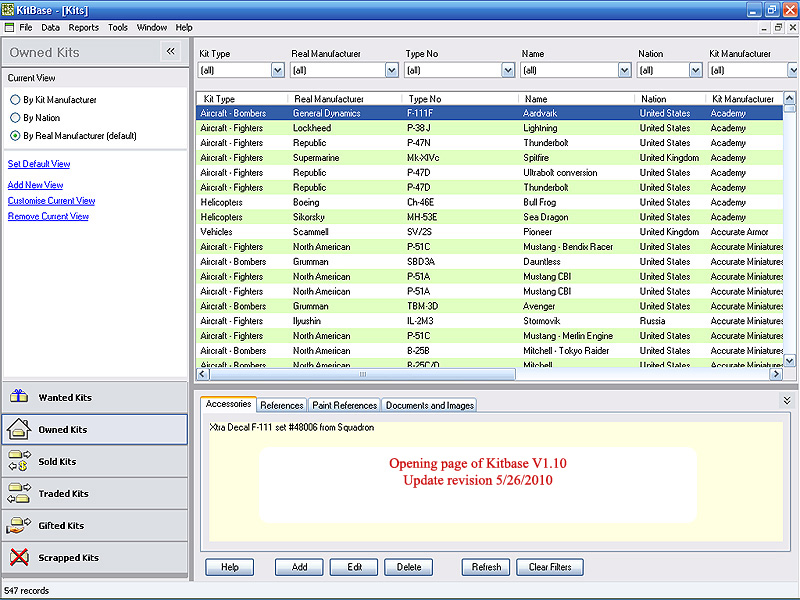 KitBase - [Kits]
File Data Reports Tools Window Help
Owned Kits «
Current View
By Kit Manufacturer
By Nation
By Real Manufacturer (default)
Set Default View
Add New View
Customise Current View
Remove Current View
Wanted Kits
Owned Kits
Sold Kits
Traded Kits
Gifted Kits
Scrapped Kits
Kit Type Real Manufacturer Type No Name Nation Kit Manufacturer
(all) (all) (all) (all) (all) (all)
Kit Type Real Manufacturer Type No Name Nation Kit Manufacturer
Aircraft - Bombers General Dynamics F-111F Aardvark United States Academy
Aircraft - Fighters Lockheed P-38J Lightning United States Academy
Aircraft - Fighters Republic P-47N Thunderbolt United States Academy
Aircraft - Fighters Supermarine Mk-XIVc Spitfire United Kingdom Academy
Aircraft - Fighters Republic P-47D Ultrabolt conversion United States Academy
Aircraft - Fighters Republic P-47D Thunderbolt United States Academy
Helicopters Boeing Ch-46E Bull Frog United States Academy
Helicopters Sikorsky MH-53E Sea Dragon United States Academy
Vehicles Scammell SV/2S Pioneer United Kingdom Accurate Armor
Aircraft - Fighters North American P-51C Mustang - Bendix Racer United States Accurate Miniatures
Aircraft - Bombers Grumman SBD3A Dauntless United States Accurate Miniatures
Aircraft - Fighters North American P-51A Mustang CBI United States Accurate Miniatures
Aircraft - Fighters North American P-51A Mustang CBI United States Accurate Miniatures
Aircraft - Bombers Grumman TBM-3D Avenger United States Accurate Miniatures
Aircraft - Fighters Ilyushin IL-2M3 Stormovik Russia Accurate Miniatures
Aircraft - Fighters North American P-51C Mustang - Merlin Engine United States Accurate Miniatures
Aircraft - Bombers North American B-25B Mitchell - Tokyo Raider United States Accurate Miniatures
Aircraft - Bombers North American B-25C/D Mitchell United States Accurate Miniatures
Accessories References Paint References Documents and Images
Xtra Decal F-111 set #48006 from Squadron
Opening page of Kitbase V1.10
Update revision 5/26/2010
Help Add Edit Delete Refresh Clear Filters
547 records